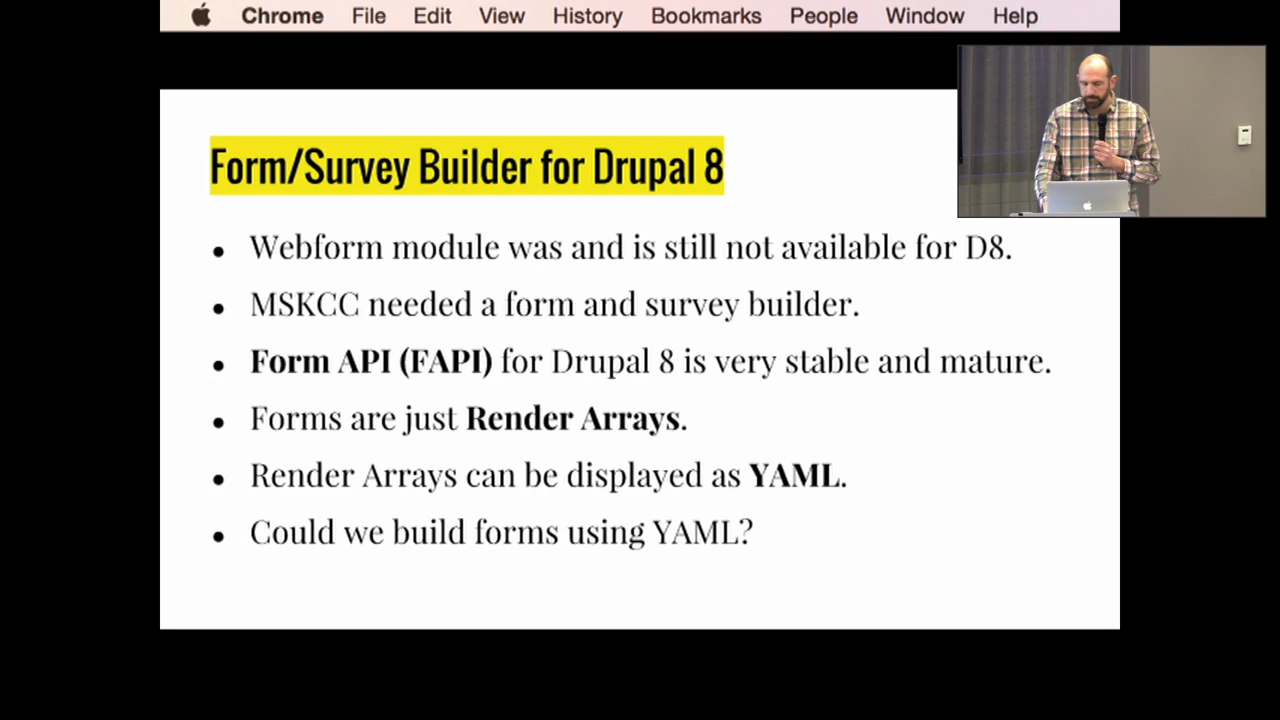 Chrome File Edit View History Bookmarks People Window Help
Form/Survey Builder for Drupal 8
• Webform module was and is still not available for D8.
• MSKCC needed a form and survey builder.
• Form API (FAPI) for Drupal 8 is very stable and mature.
• Forms are just Render Arrays.
• Render Arrays can be displayed as YAML.
• Could we build forms using YAML?